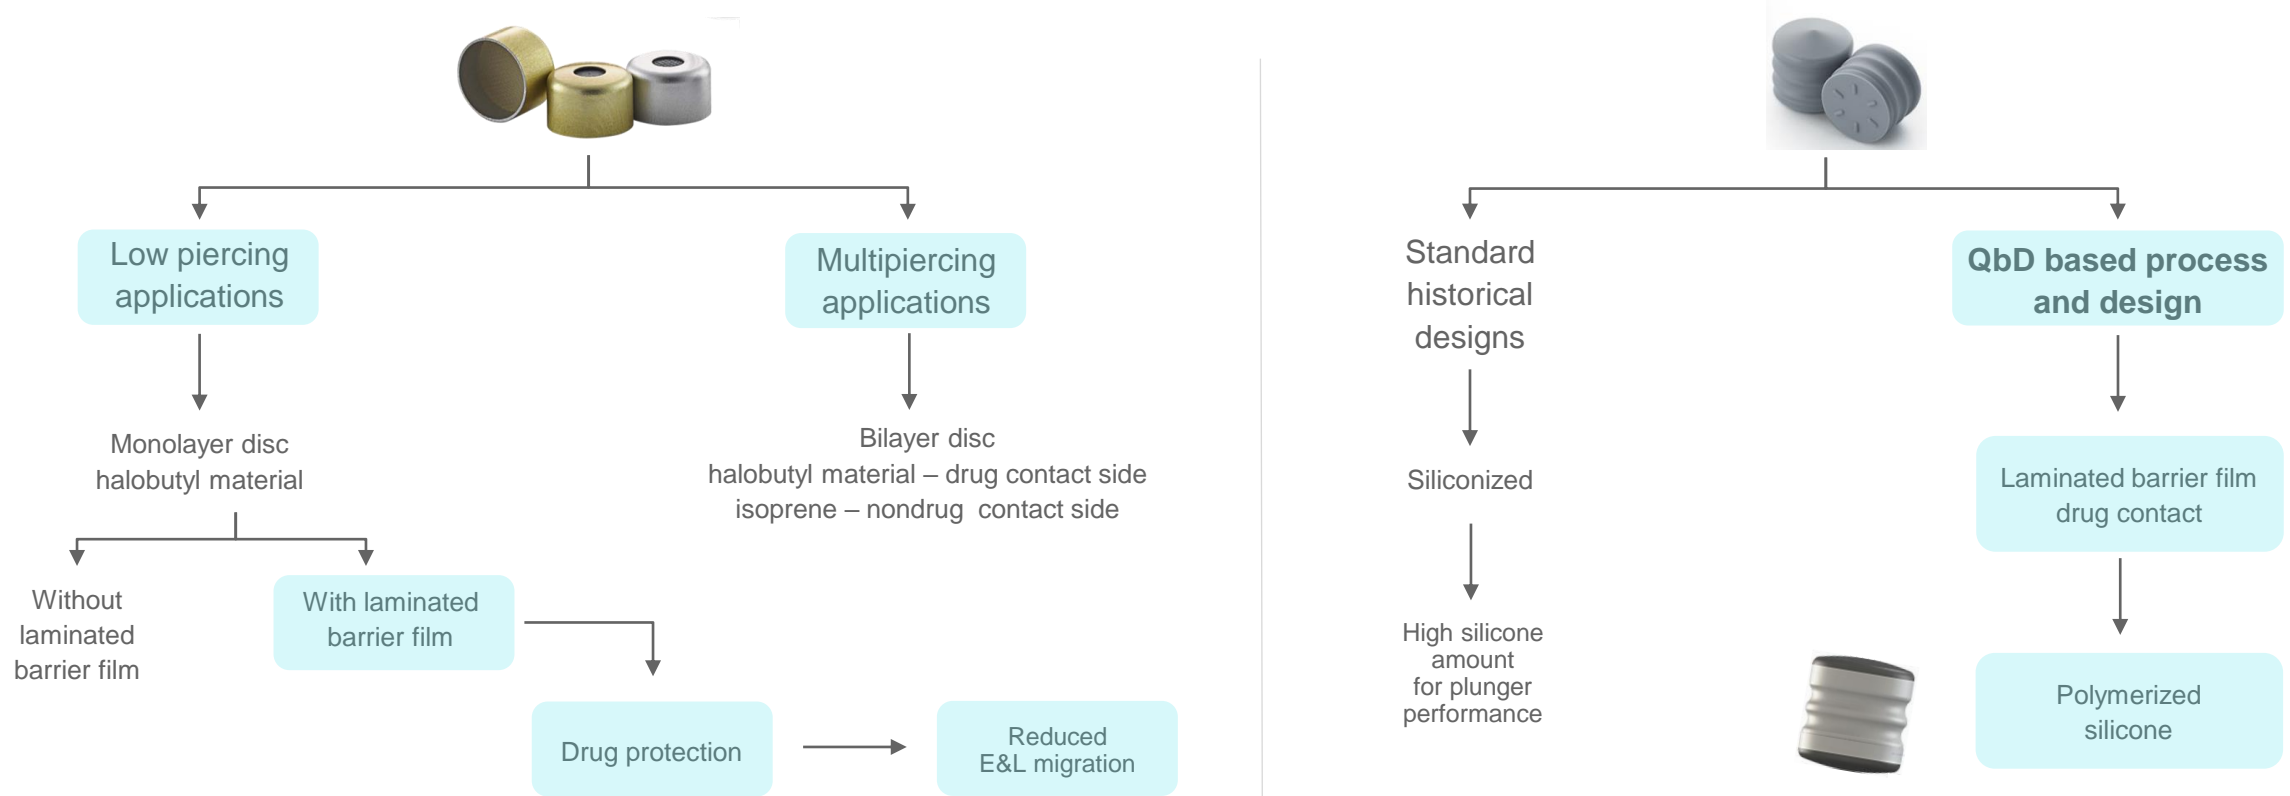 Low piercing
applications
Multipiercing
applications
Monolayer disc
halobutyl material
Bilayer disc
halobutyl material – drug contact side
isoprene – nondrug contact side
Without
laminated
barrier film
With laminated
barrier film
Drug protection
Reduced
E&L migration
Standard
historical
designs
QbD based process
and design
Siliconized
Laminated barrier film
drug contact
High silicone
amount
for plunger
performance
Polymerized
silicone